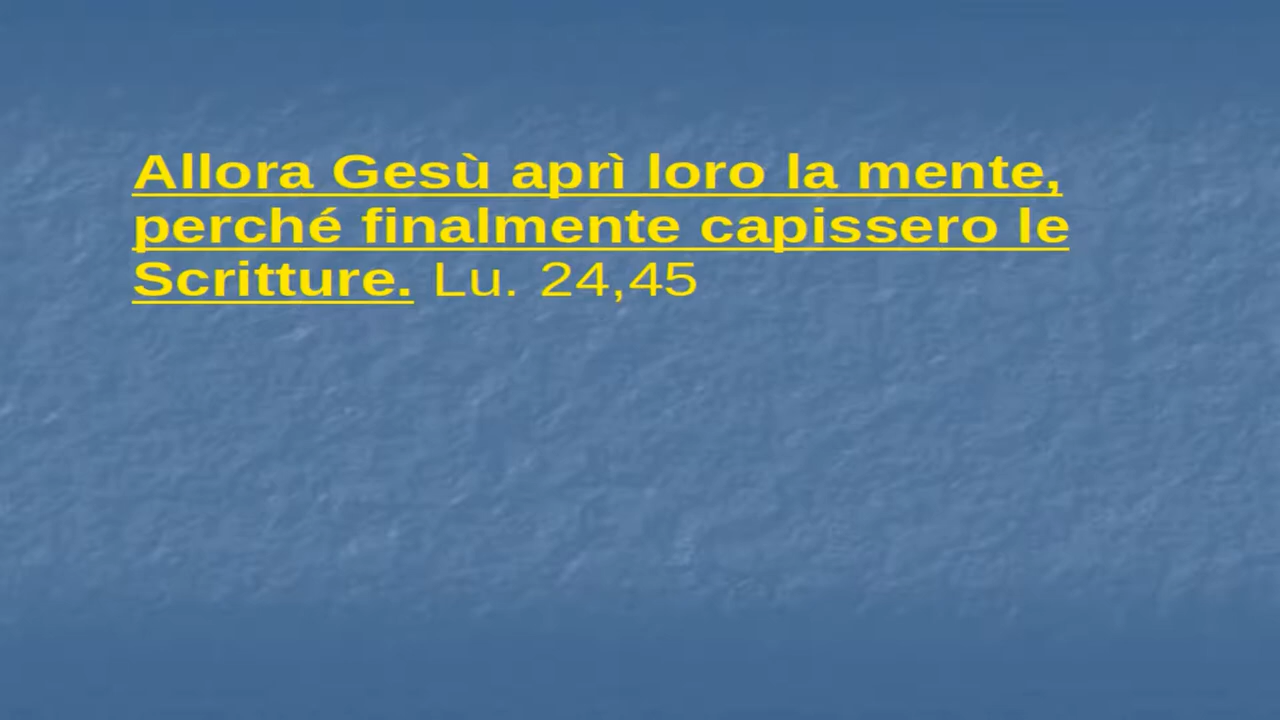 Allora Gesù aprì loro la mente,
perché finalmente capissero le
Scritture. Lu. 24,45